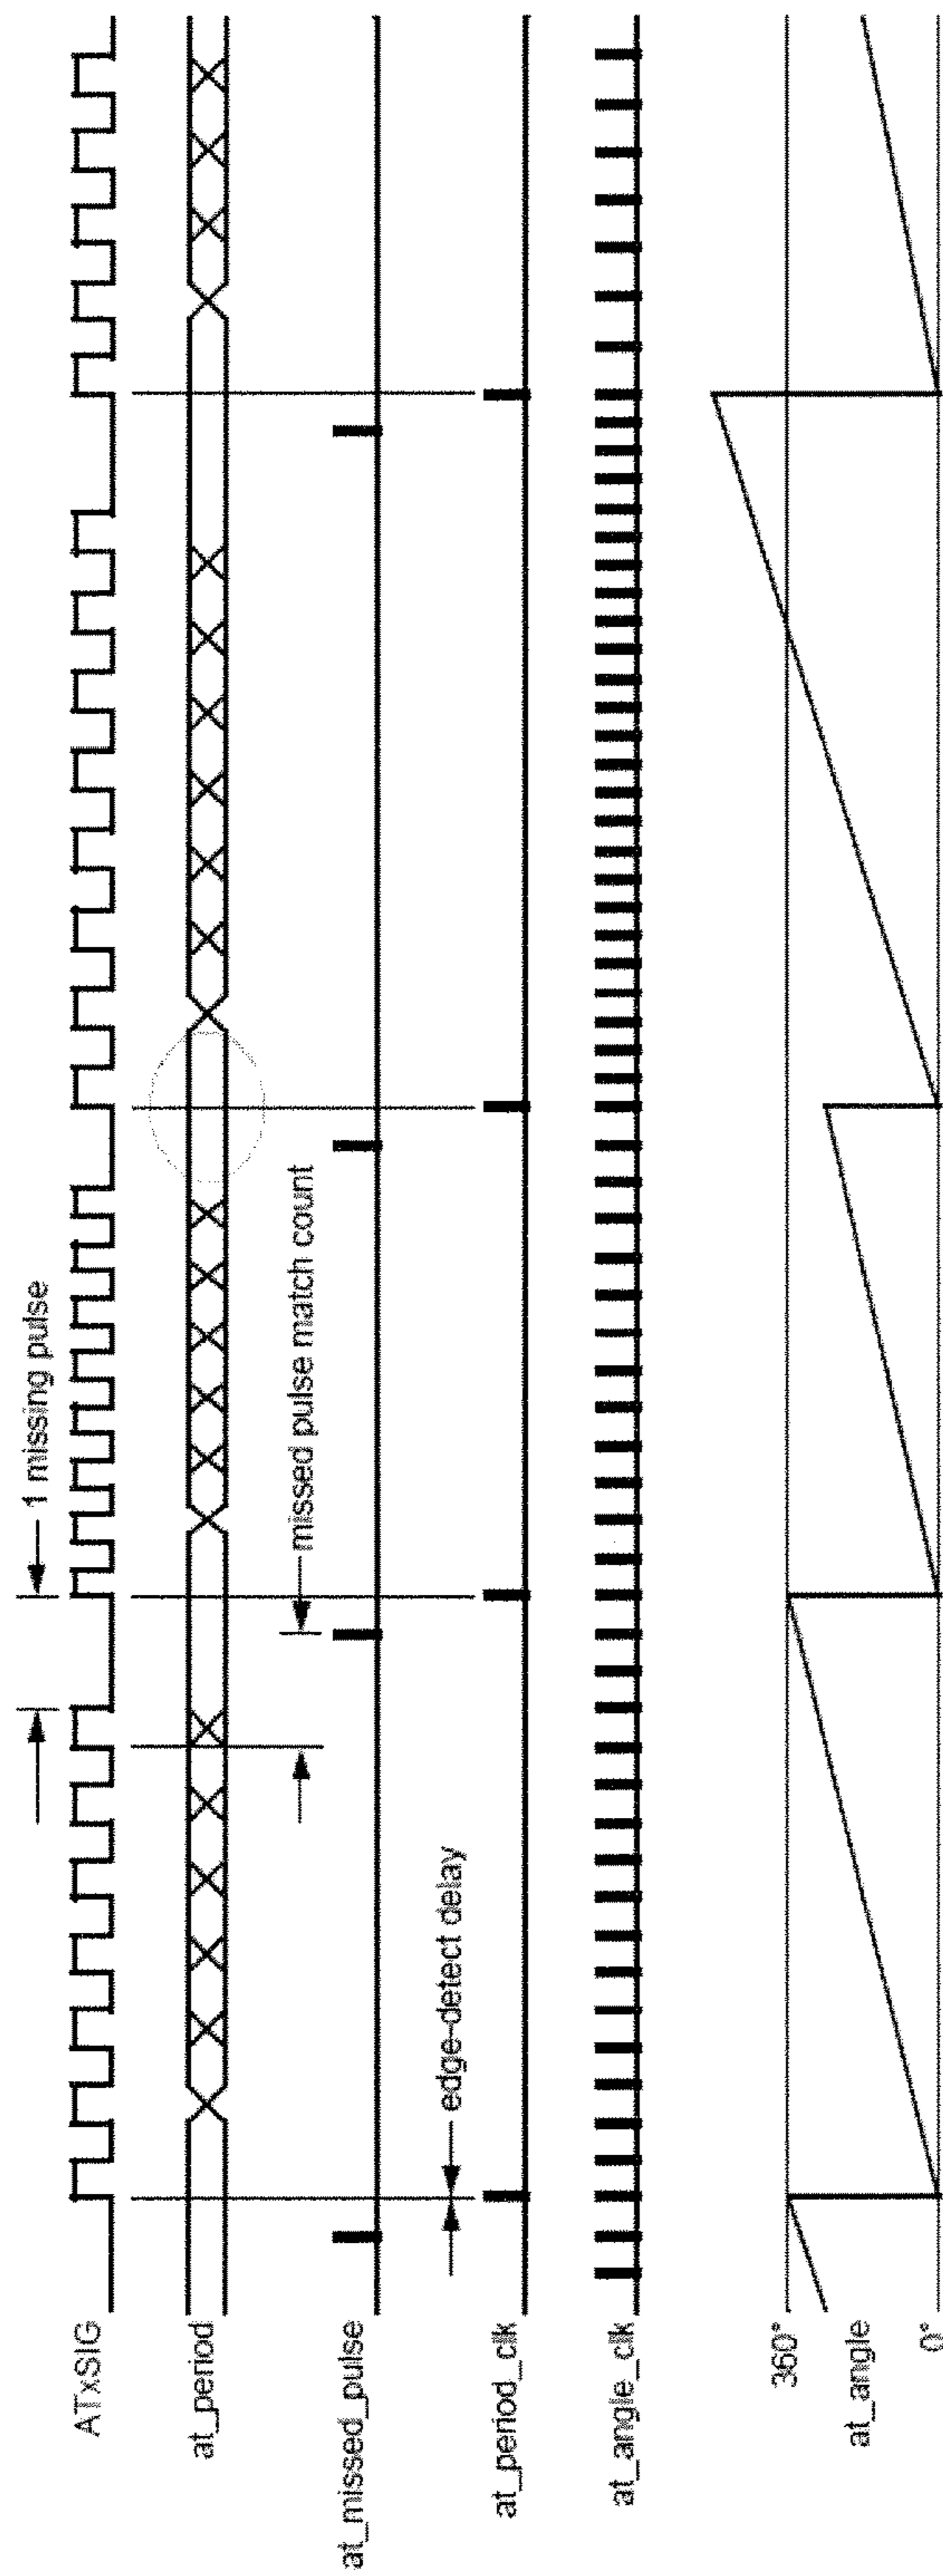 1 missing pulse
ATxSIG
at_period
missed pulse match count
at_missed_pulse
edge-detect delay
at_period_clk
at_angle_clk
360°
at_angle
0°